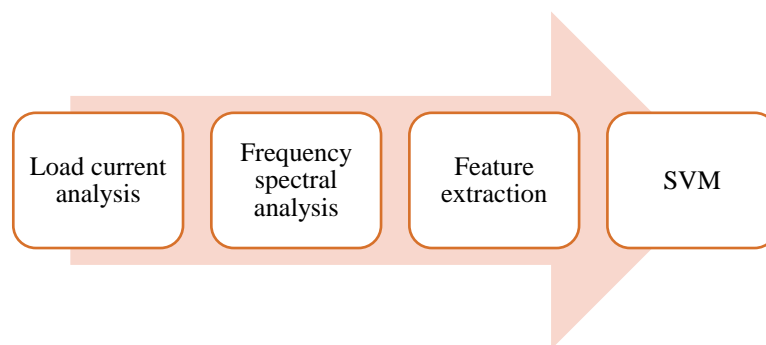 Load current
analysis
Frequency
spectral
analysis
Feature
extraction
SVM